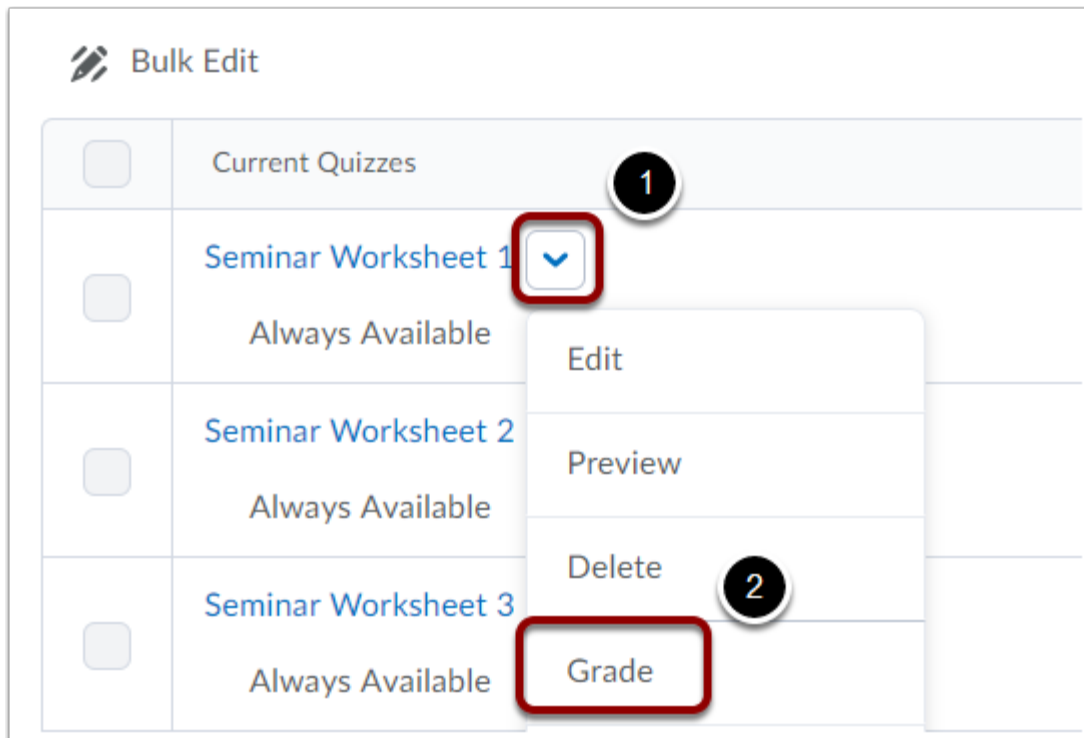 Bulk Edit
Current Quizzes
1
Seminar Worksheet 1
Always Available
Edit
Preview
Delete
2
Grade
Seminar Worksheet 2
Always Available
Seminar Worksheet 3
Always Available